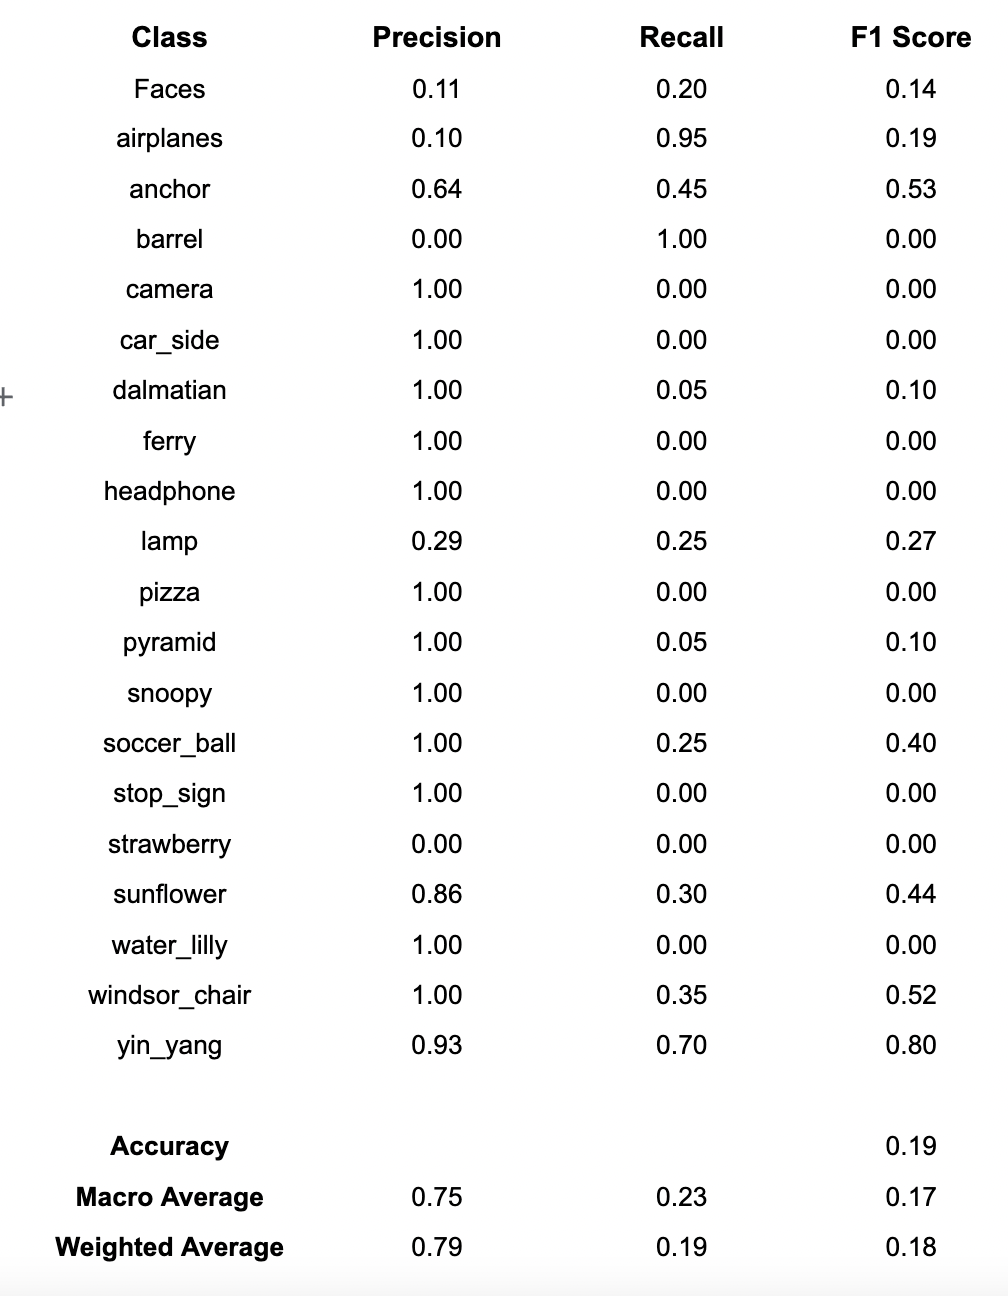 Class Precision Recall F1 Score
Faces 0.11 0.20 0.14
airplanes 0.10 0.95 0.19
anchor 0.64 0.45 0.53
barrel 0.00 1.00 0.00
camera 1.00 0.00 0.00
car_side 1.00 0.00 0.00
dalmatian 1.00 0.05 0.10
ferry 1.00 0.00 0.00
headphone 1.00 0.00 0.00
lamp 0.29 0.25 0.27
pizza 1.00 0.00 0.00
pyramid 1.00 0.05 0.10
snoopy 1.00 0.00 0.00
soccer_ball 1.00 0.25 0.40
stop_sign 1.00 0.00 0.00
strawberry 0.00 0.00 0.00
sunflower 0.86 0.30 0.44
water_lilly 1.00 0.00 0.00
windsor_chair 1.00 0.35 0.52
yin_yang 0.93 0.70 0.80
Accuracy 0.19
Macro Average 0.75 0.23 0.17
Weighted Average 0.79 0.19 0.18